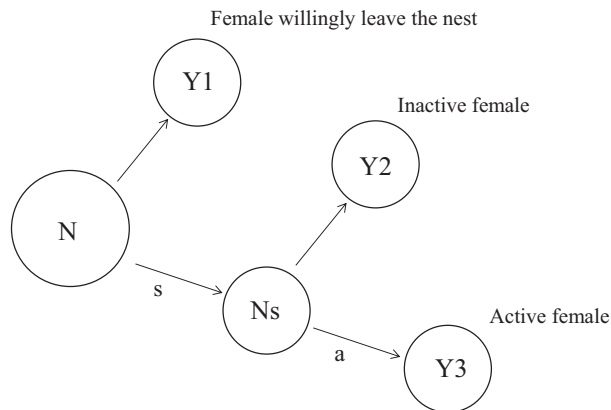 Female willingly leave the nest
Y1
Inactive female
Y2
N
s
Ns
Active female
a
Y3